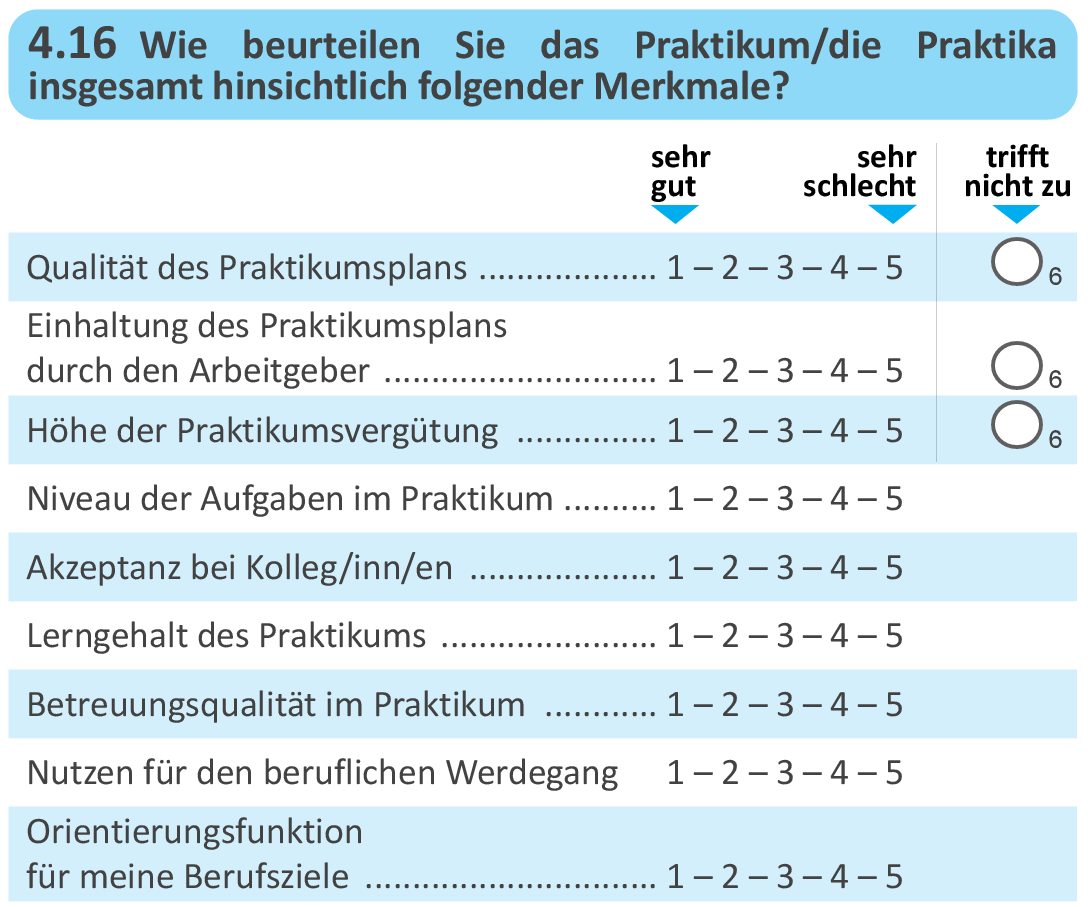 4.16 Wie beurteilen Sie das Praktikum/die Praktika
insgesamt hinsichtlich folgender Merkmale?
sehr gut
sehr schlecht
trifft nicht zu
Qualität des Praktikumsplans ................... 1 – 2 – 3 – 4 – 5 6
Einhaltung des Praktikumsplans
durch den Arbeitgeber ............................. 1 – 2 – 3 – 4 – 5 6
Höhe der Praktikumsvergütung ............... 1 – 2 – 3 – 4 – 5 6
Niveau der Aufgaben im Praktikum .......... 1 – 2 – 3 – 4 – 5
Akzeptanz bei Kolleg/inn/en .................... 1 – 2 – 3 – 4 – 5
Lerngehalt des Praktikums ....................... 1 – 2 – 3 – 4 – 5
Betreuungsqualität im Praktikum ............ 1 – 2 – 3 – 4 – 5
Nutzen für den beruflichen Werdegang 1 – 2 – 3 – 4 – 5
Orientierungsfunktion
für meine Berufsziele ............................... 1 – 2 – 3 – 4 – 5